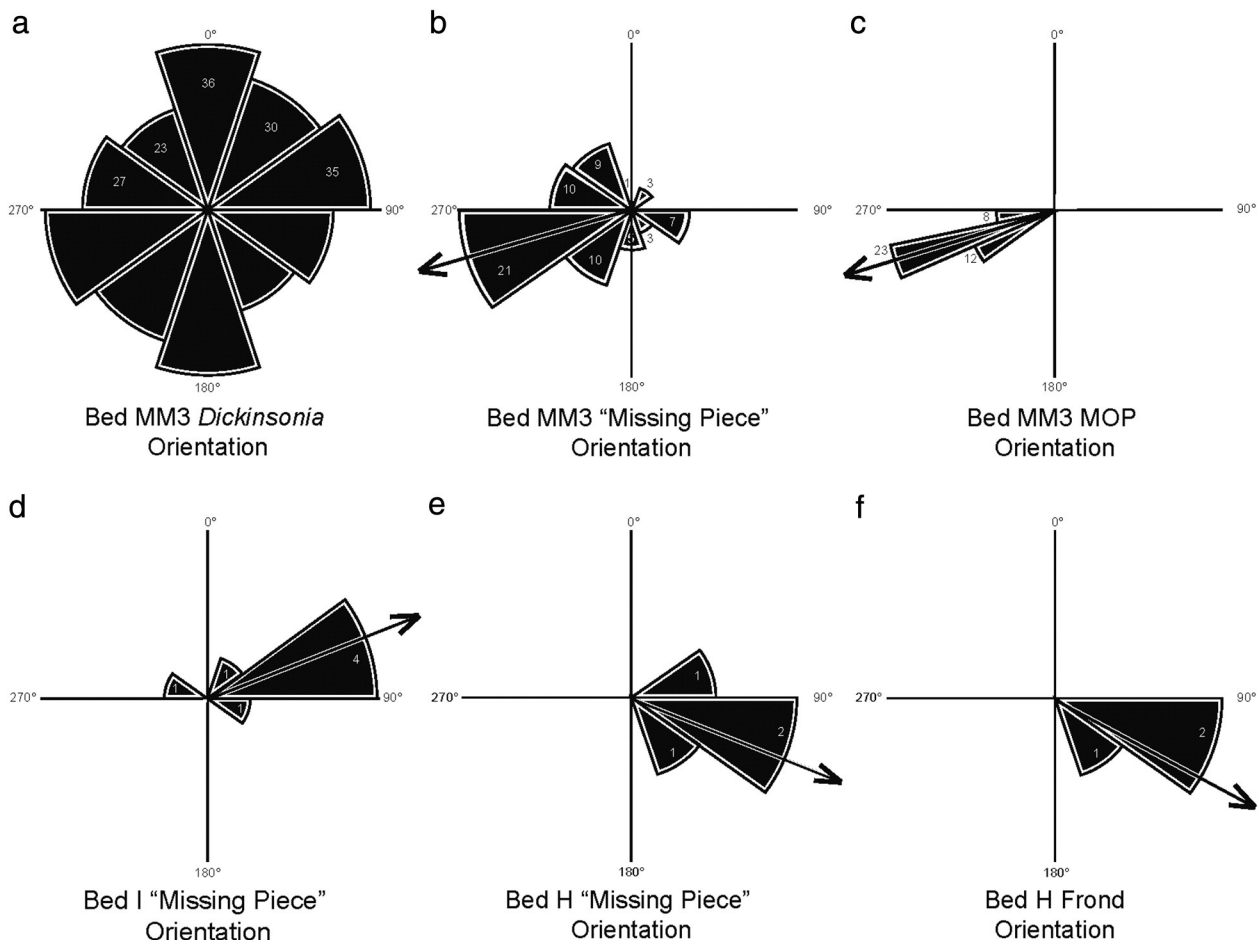 a
0°
36
30
35
23
27
270°
90°
180°
Bed MM3 Dickinsonia
Orientation
b
0°
9
1
3
10
270°
90°
7
3
21
10
180°
Bed MM3 “Missing Piece”
Orientation
c
0°
270°
90°
8
23
12
180°
Bed MM3 MOP
Orientation
d
0°
1
4
1
1
270°
90°
180°
Bed I “Missing Piece”
Orientation
e
0°
1
270°
90°
2
1
180°
Bed H “Missing Piece”
Orientation
f
0°
270°
90°
2
1
180°
Bed H Frond
Orientation